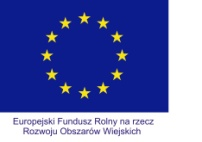 Europejski Fundusz Rolny na rzecz
Rozwoju Obszarów Wiejskich